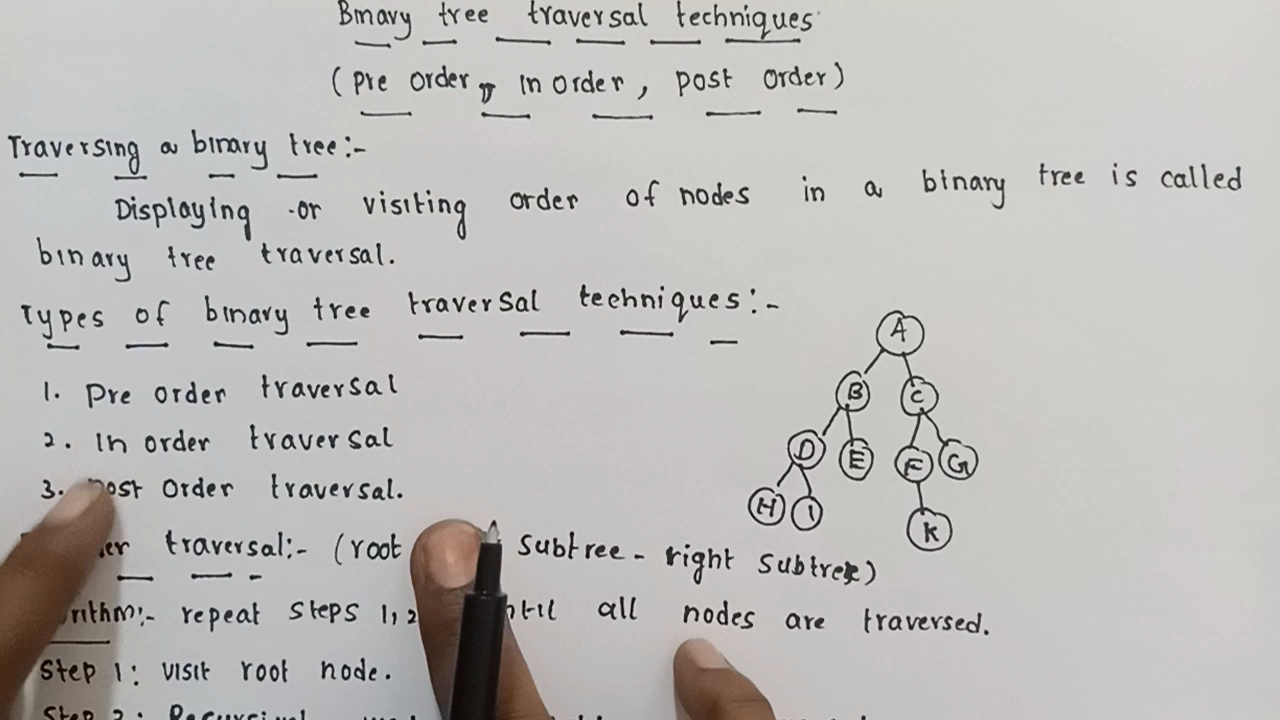 Binary tree traversal techniques
(pre order, in order, post order)
Traversing a binary tree:-
Displaying or visiting order of nodes in a binary tree is called
binary tree traversal.
Types of binary tree traversal techniques:-
1. pre order traversal
2. In order traversal
3. post order traversal.
traversal:- (root subtree - right subtree)
repeat steps 1,2 all nodes are traversed.
Step 1: visit root node.
Step 2:
A
B C
D E F G
H I K